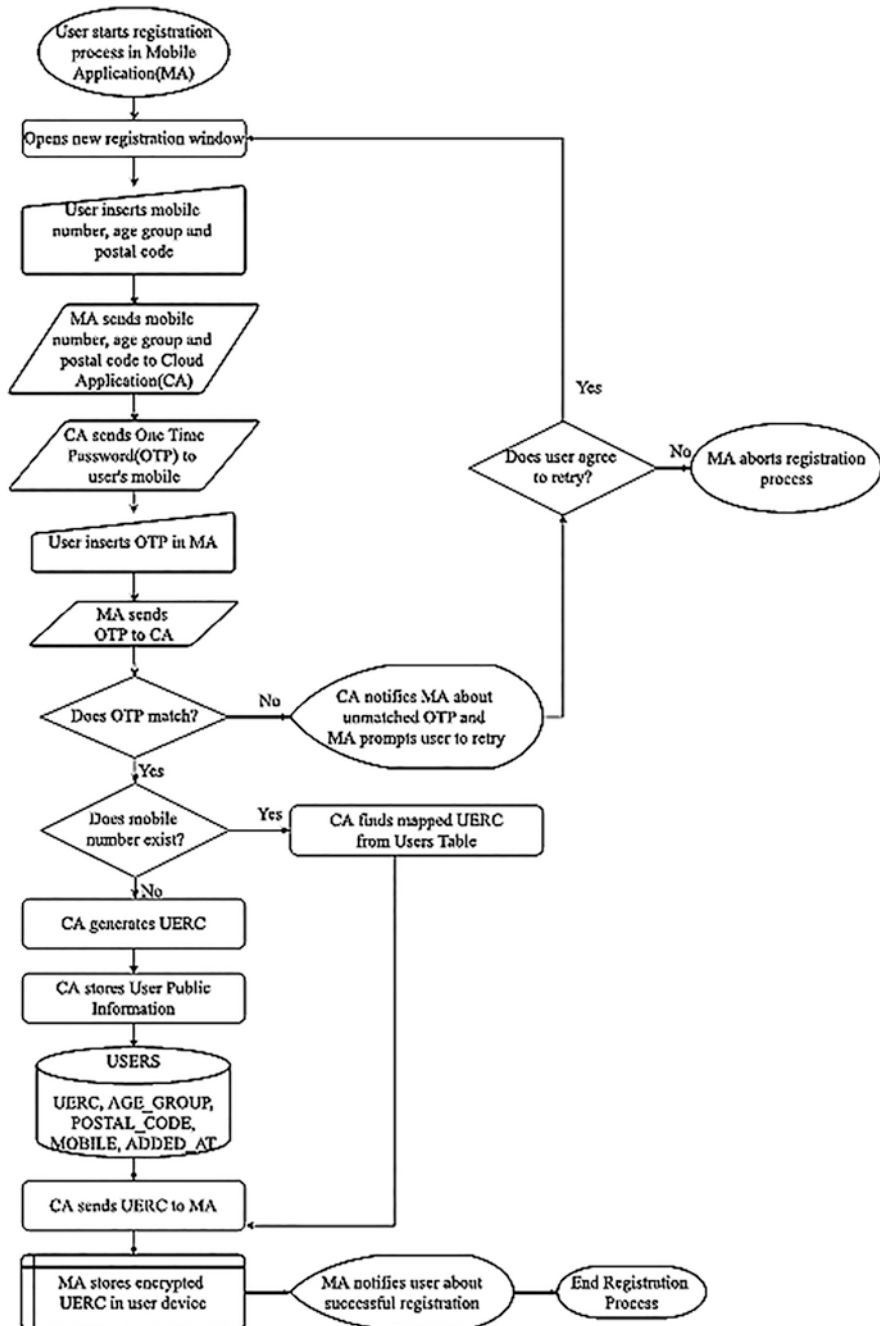 User starts registration
process in Mobile
Application(MA)
Opens new registration window
User inserts mobile
number, age group and
postal code
MA sends mobile
number, age group and
postal code to Cloud
Application(CA)
Yes
CA sends One Time
Password(OTP) to
user's mobile
Does user agree
to retry?
No
MA aborts registration
process
User inserts OTP in MA
MA sends
OTP to CA
Does OTP match?
No
CA notifies MA about
unmatched OTP and
MA prompts user to retry
Yes
Does mobile
number exist?
Yes
CA finds mapped UERC
from Users Table
No
CA generates UERC
CA stores User Public
Information
USERS
UERC, AGE_GROUP,
POSTAL_CODE,
MOBILE, ADDED_AT
CA sends UERC to MA
MA stores encrypted
UERC in user device
MA notifies user about
successful registration
End Registration
Process